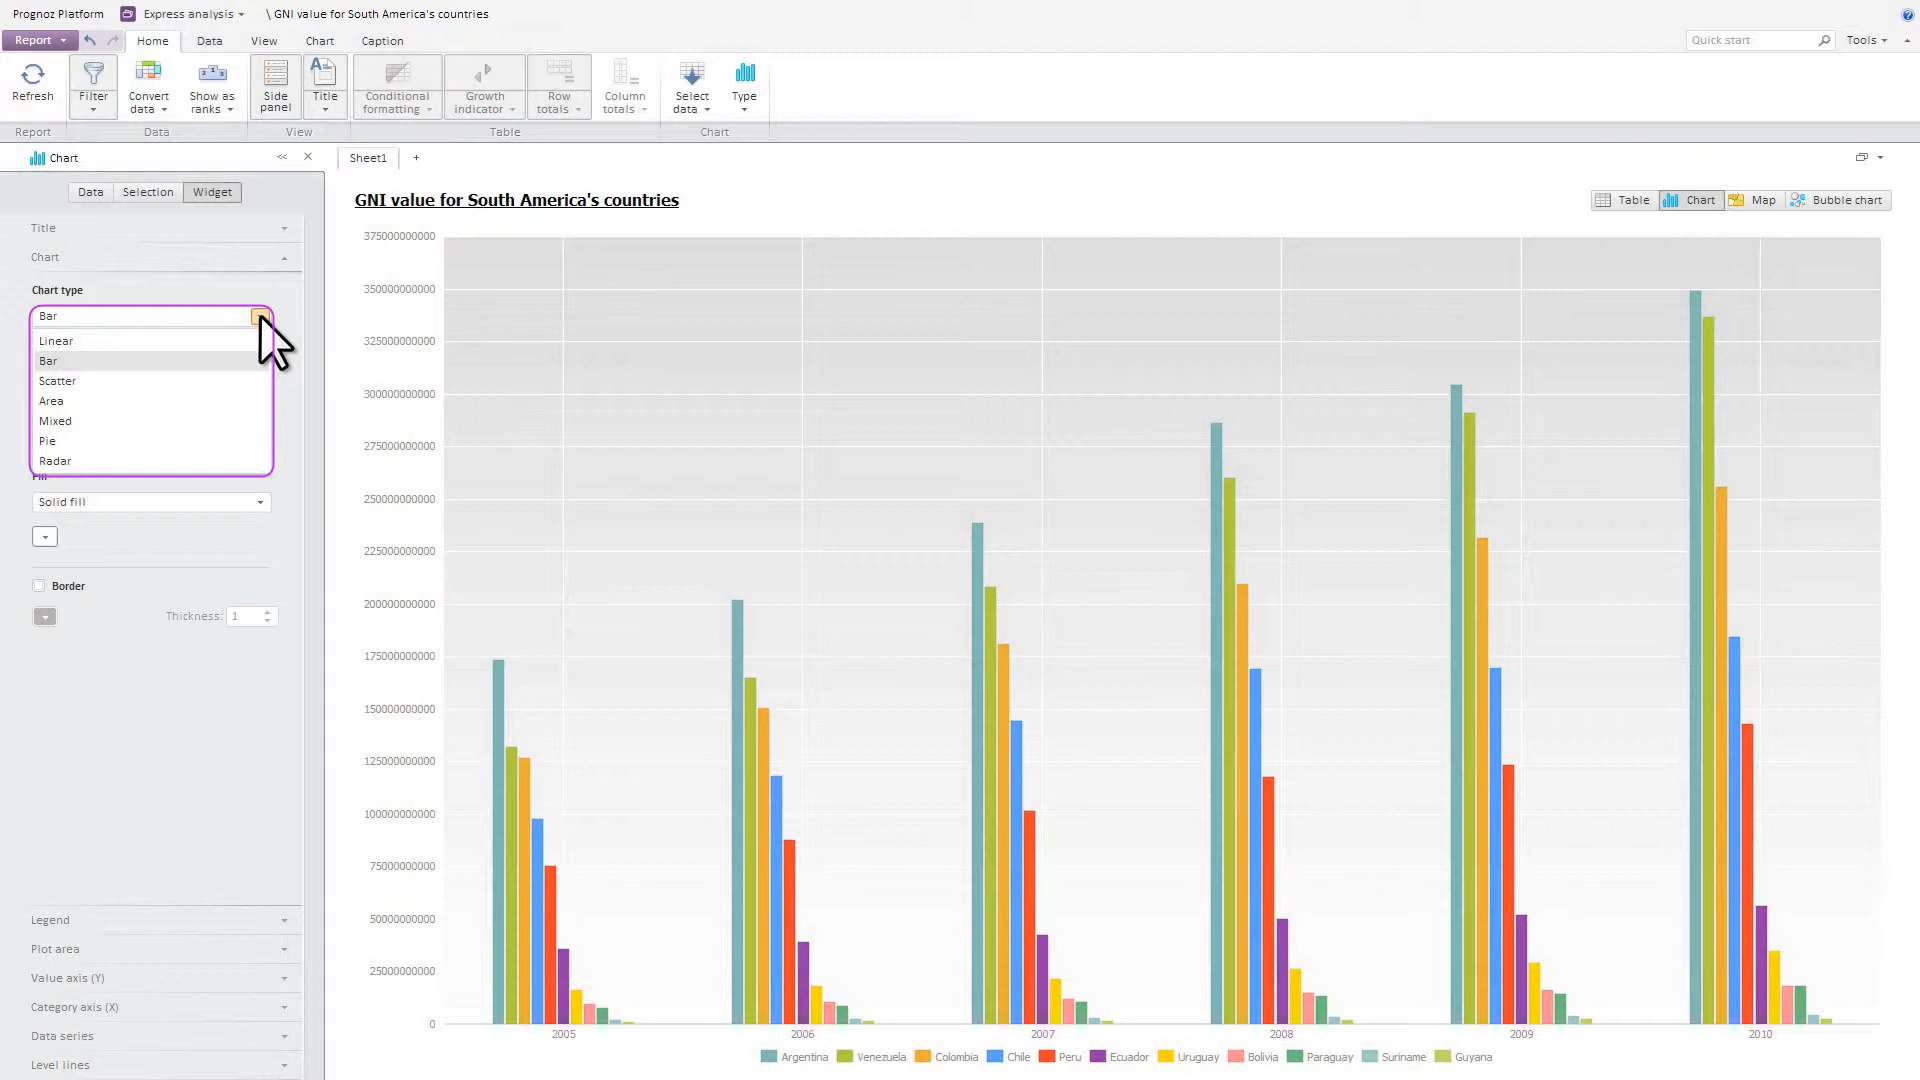 Prognoz Platform Express analysis \ GNI value for South America's countries
Report Home Data View Chart Caption Quick start Tools
Refresh Filter Convert data Show as ranks Side panel Title Conditional formatting Growth indicator Row totals Column totals Select data Type
Report Data View Table Chart
Chart Sheet1 +
Data Selection Widget
Title
Chart
Chart type
Bar
Linear
Bar
Scatter
Area
Mixed
Pie
Radar
Fill
Solid fill
Border
Thickness: 1
Legend
Plot area
Value axis (Y)
Category axis (X)
Data series
Level lines
GNI value for South America's countries
Table Chart Map Bubble chart
375000000000
350000000000
325000000000
300000000000
275000000000
250000000000
225000000000
200000000000
175000000000
150000000000
125000000000
100000000000
75000000000
50000000000
25000000000
0
2005 2006 2007 2008 2009 2010
Argentina Venezuela Colombia Chile Peru Ecuador Uruguay Bolivia Paraguay Suriname Guyana